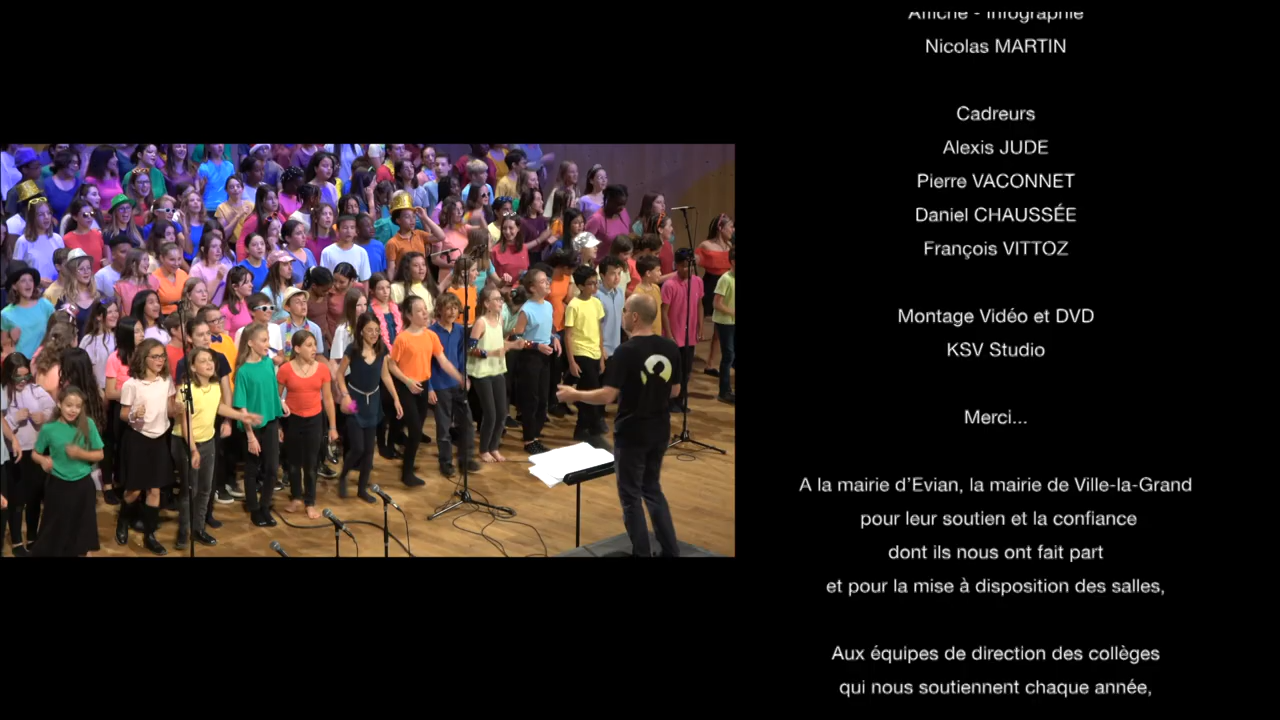 Affiche - Infographie
Nicolas MARTIN
Cadreurs
Alexis JUDE
Pierre VACONNET
Daniel CHAUSSÉE
François VITTOZ
Montage Vidéo et DVD
KSV Studio
Merci...
A la mairie d’Evian, la mairie de Ville-la-Grand
pour leur soutien et la confiance
dont ils nous ont fait part
et pour la mise à disposition des salles,
Aux équipes de direction des collèges
qui nous soutiennent chaque année,